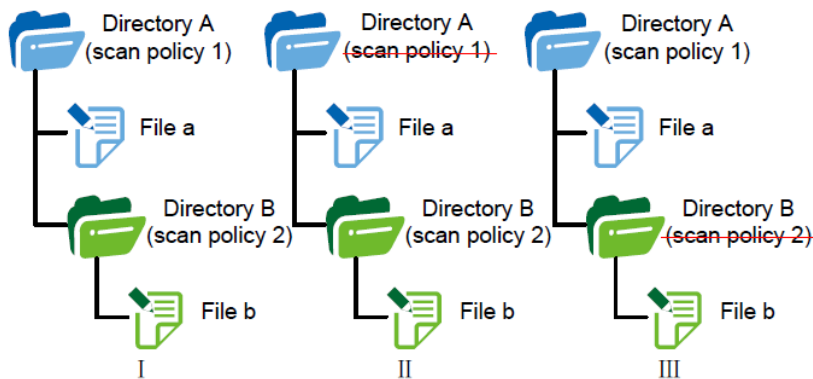 Directory A
(scan policy 1)
File a
Directory B
(scan policy 2)
File b
I
Directory A
(scan policy 1)
File a
Directory B
(scan policy 2)
File b
II
Directory A
(scan policy 1)
File a
Directory B
(scan policy 2)
File b
III